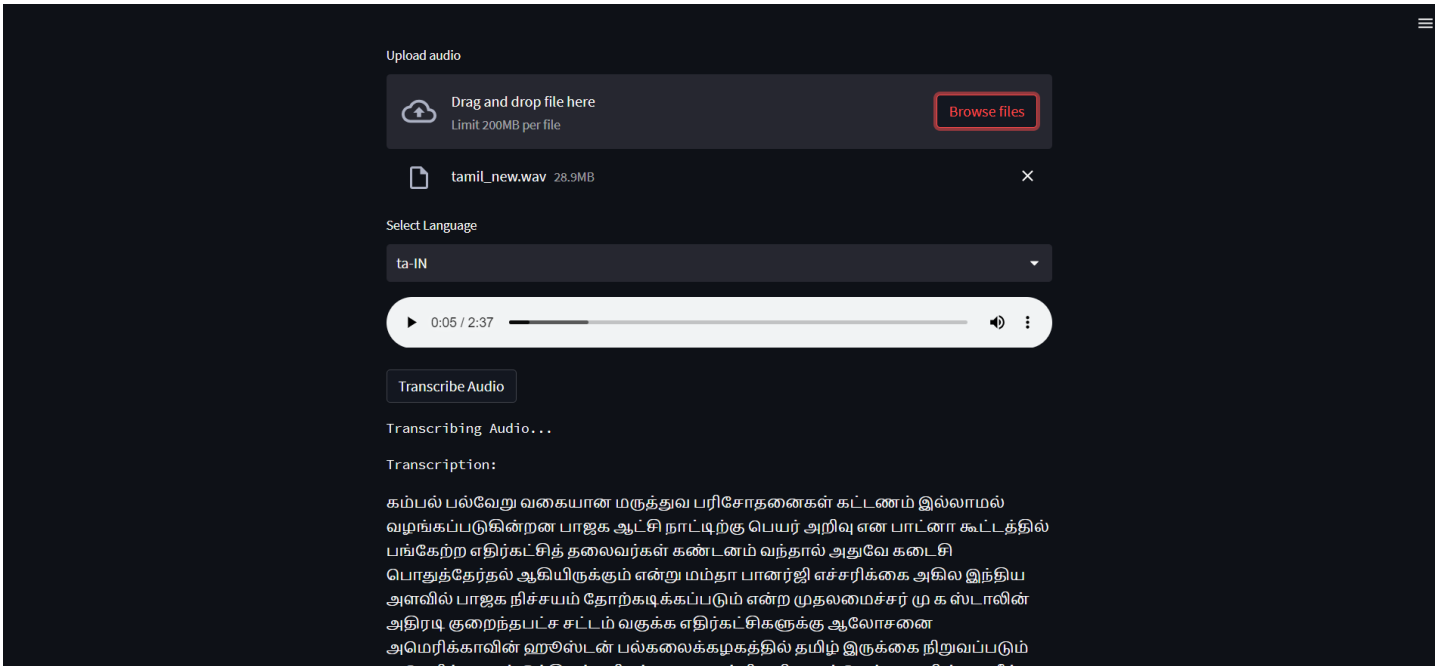 Upload audio
Drag and drop file here
Limit 200MB per file
Browse files
tamil_new.wav 28.9MB
Select Language
ta-IN
0:05 / 2:37
Transcribe Audio
Transcribing Audio...
Transcription:
கம்பல் பல்வேறு வகையான மருத்துவ பரிசோதனைகள் கட்டணம் இல்லாமல்
வழங்கப்படுகின்றன பாஜக ஆட்சி நாட்டிற்கு பெயர் அறிவு என பாட்னா கூட்டத்தில்
பங்கேற்ற எதிர்கட்சித் தலைவர்கள் கண்டனம் வந்தால் அதுவே கடைசி
பொதுத்தேர்தல் ஆகியிருக்கும் என்று மம்தா பானர்ஜி எச்சரிக்கை அகில இந்திய
அளவில் பாஜக நிச்சயம் தோற்கடிக்கப்படும் என்ற முதலமைச்சர் மு க ஸ்டாலின்
அதிரடி குறைந்தபட்ச சட்டம் வகுக்க எதிர்கட்சிகளுக்கு ஆலோசனை
அமெரிக்காவின் ஹூஸ்டன் பல்கலைக்கழகத்தில் தமிழ் இருக்கை நிறுவப்படும்